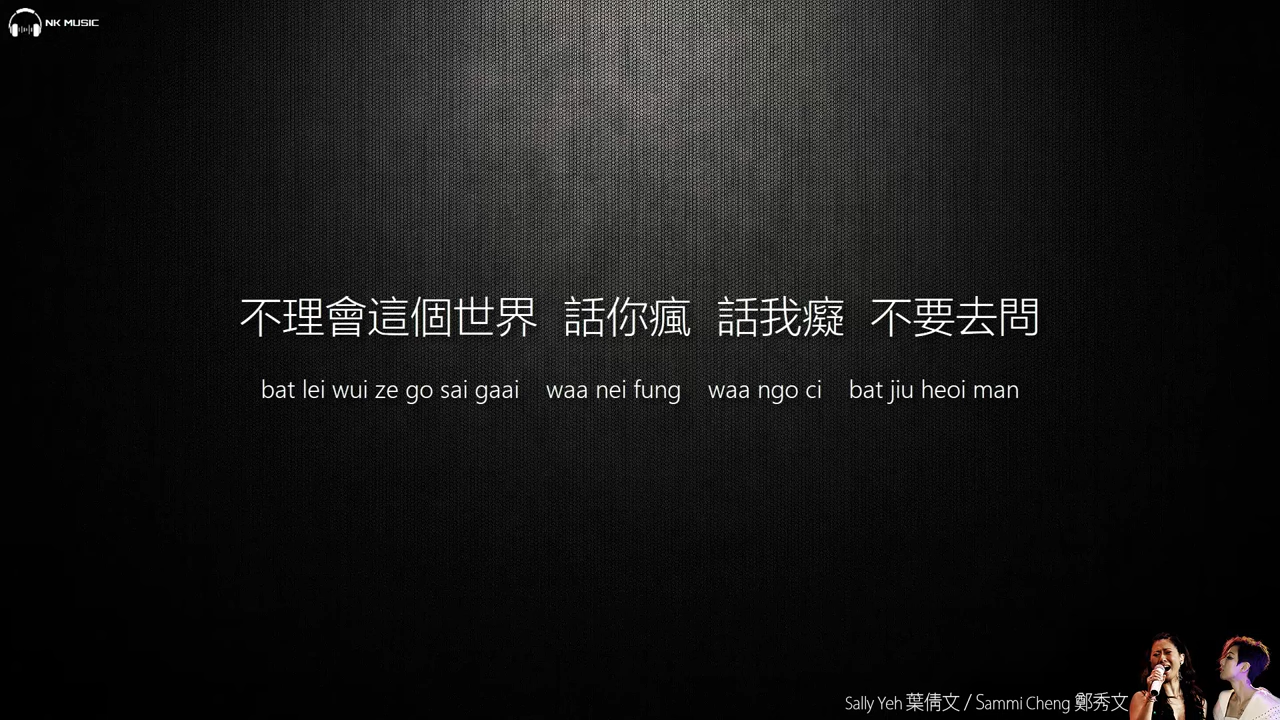 NK MUSIC
不理會這個世界 話你瘋 話我癡 不要去問
bat lei wui ze go sai gaai waa nei fung waa ngo ci bat jiu heoi man
Sally Yeh 葉倩文 / Sammi Cheng 鄭秀文